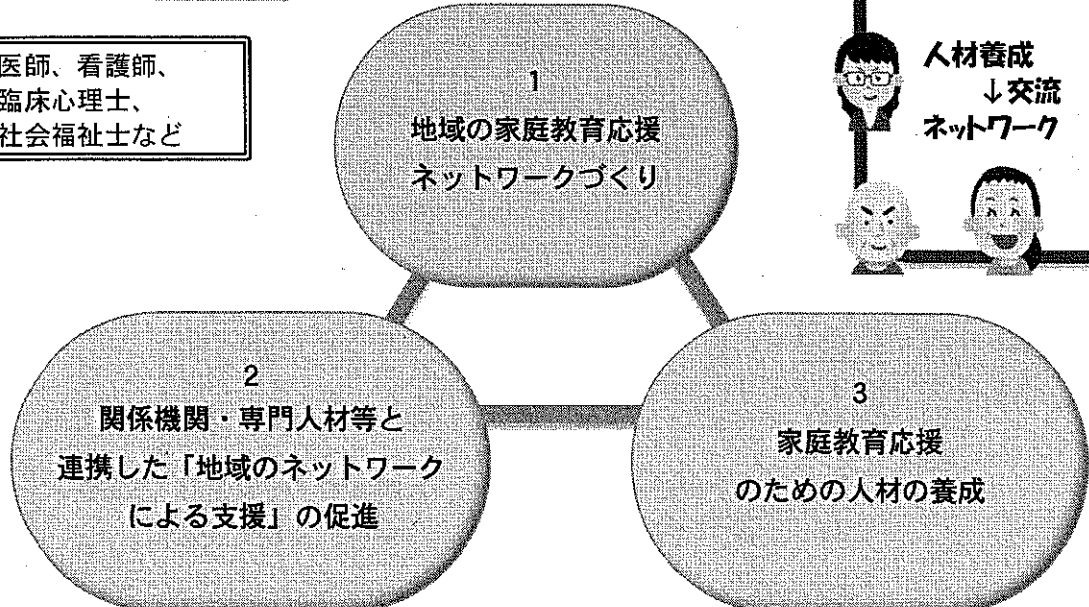 医師、看護師、
臨床心理士、
社会福祉士など
人材養成
↓交流
ネットワーク
1
地域の家庭教育応援
ネットワークづくり
2
関係機関・専門人材等と
連携した「地域のネットワーク
による支援」の促進
3
家庭教育応援
のための人材の養成